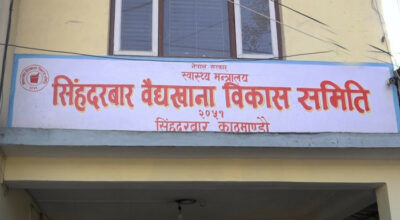 नेपाल सरकार
स्वास्थ्य मन्त्रालय
सिंहदरबार वैद्यखाना विकास समिति
२०५१
सिंहदरबार, काठमाण्डौ